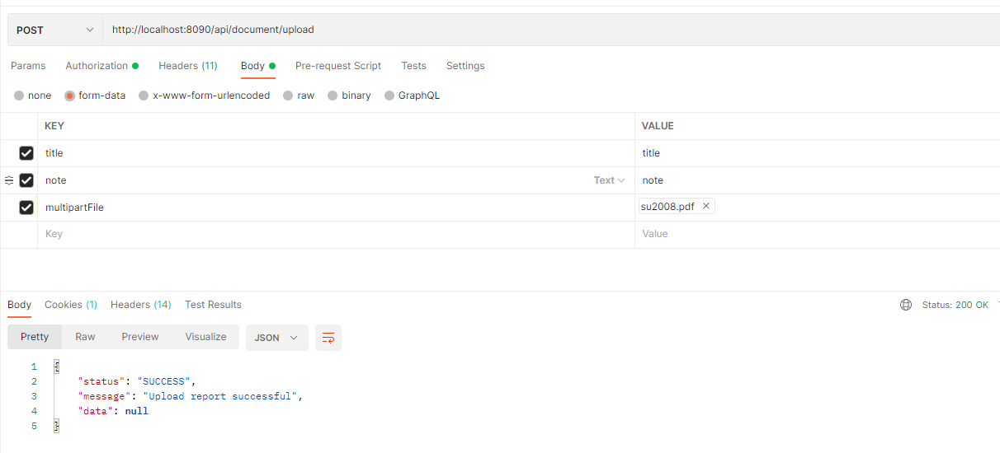 POST http://localhost:8090/api/document/upload
Params Authorization Headers (11) Body Pre-request Script Tests Settings
none form-data x-www-form-urlencoded raw binary GraphQL
KEY VALUE
title title
note Text note
multipartFile su2008.pdf
Key Value
Body Cookies (1) Headers (14) Test Results Status: 200 OK
Pretty Raw Preview Visualize JSON
1 {
2 "status": "SUCCESS",
3 "message": "Upload report successful",
4 "data": null
5 }